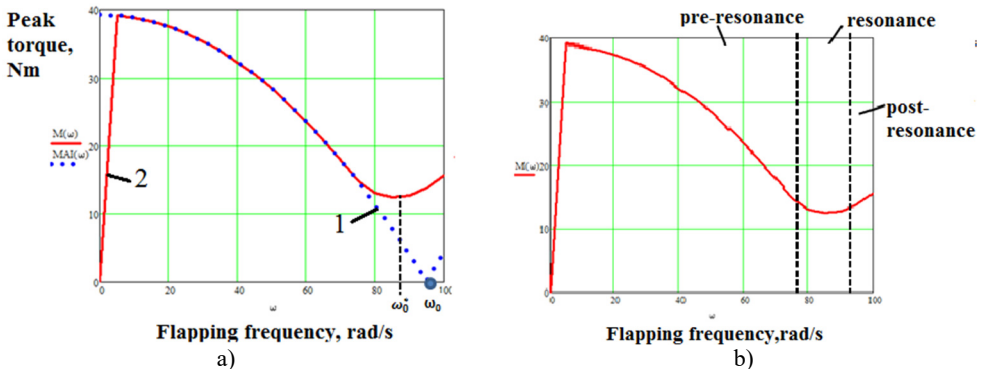 Peak
torque,
Nm
40
30
20
10
0
M(ω)
MAI(ω)
2
1
0 20 40 60 80 100
ω
ω₀* ω₀
Flapping frequency, rad/s
a)
pre-resonance
resonance
post-
resonance
40
30
20
10
0
M(ω)
0 20 40 60 80 100
ω
Flapping frequency,rad/s
b)